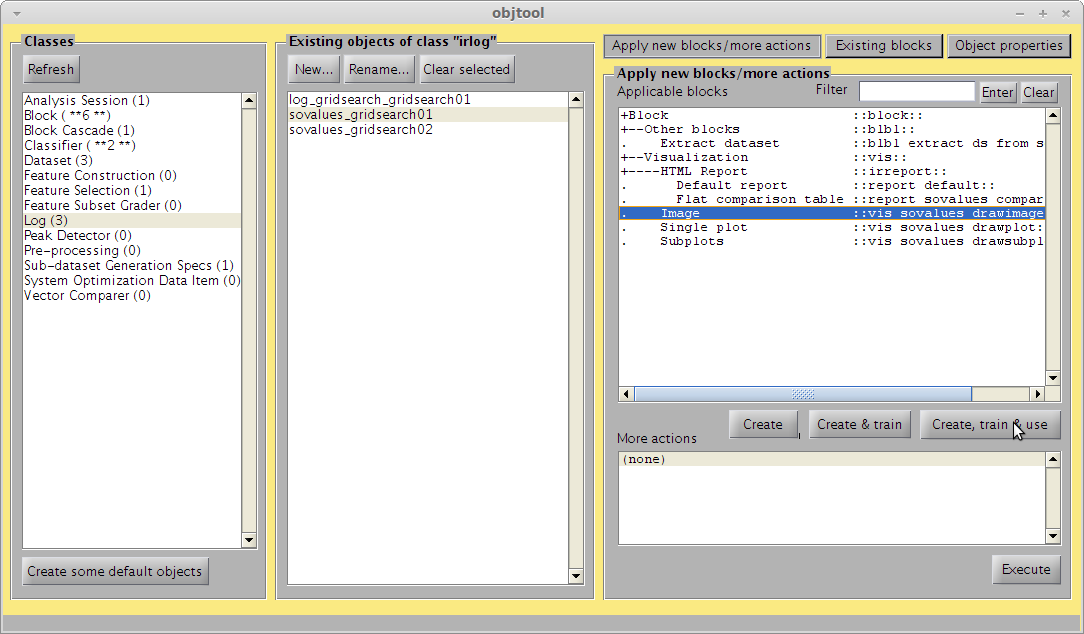 objtool
Classes
Refresh
Analysis Session (1)
Block ( **6 **)
Block Cascade (1)
Classifier ( **2 **)
Dataset (3)
Feature Construction (0)
Feature Selection (1)
Feature Subset Grader (0)
Log (3)
Peak Detector (0)
Pre-processing (0)
Sub-dataset Generation Specs (1)
System Optimization Data Item (0)
Vector Comparer (0)
Create some default objects
Existing objects of class "irlog"
New... Rename... Clear selected
log_gridsearch_gridsearch01
sovalues_gridsearch01
sovalues_gridsearch02
Apply new blocks/more actions Existing blocks Object properties
Apply new blocks/more actions
Applicable blocks Filter Enter Clear
+Block ::block::
+--Other blocks ::blbl::
. Extract dataset ::blbl extract ds from s
+--Visualization ::vis::
+----HTML Report ::irreport::
. Default report ::report default::
. Flat comparison table ::report sovalues compar
. Image ::vis sovalues drawimage
. Single plot ::vis sovalues drawplot:
. Subplots ::vis sovalues drawsubpl
Create Create & train Create, train & use
More actions
(none)
Execute